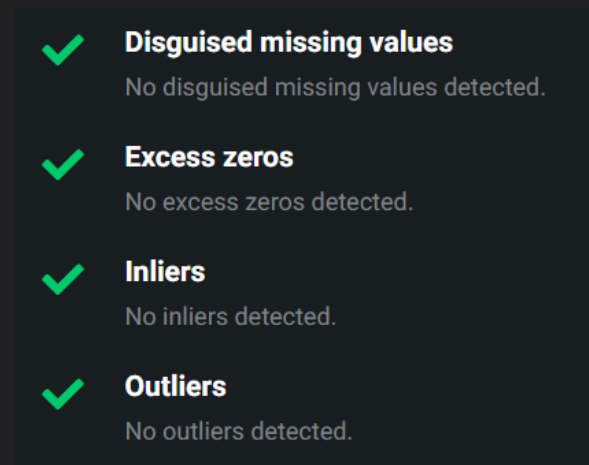 Disguised missing values
No disguised missing values detected.
Excess zeros
No excess zeros detected.
Inliers
No inliers detected.
Outliers
No outliers detected.